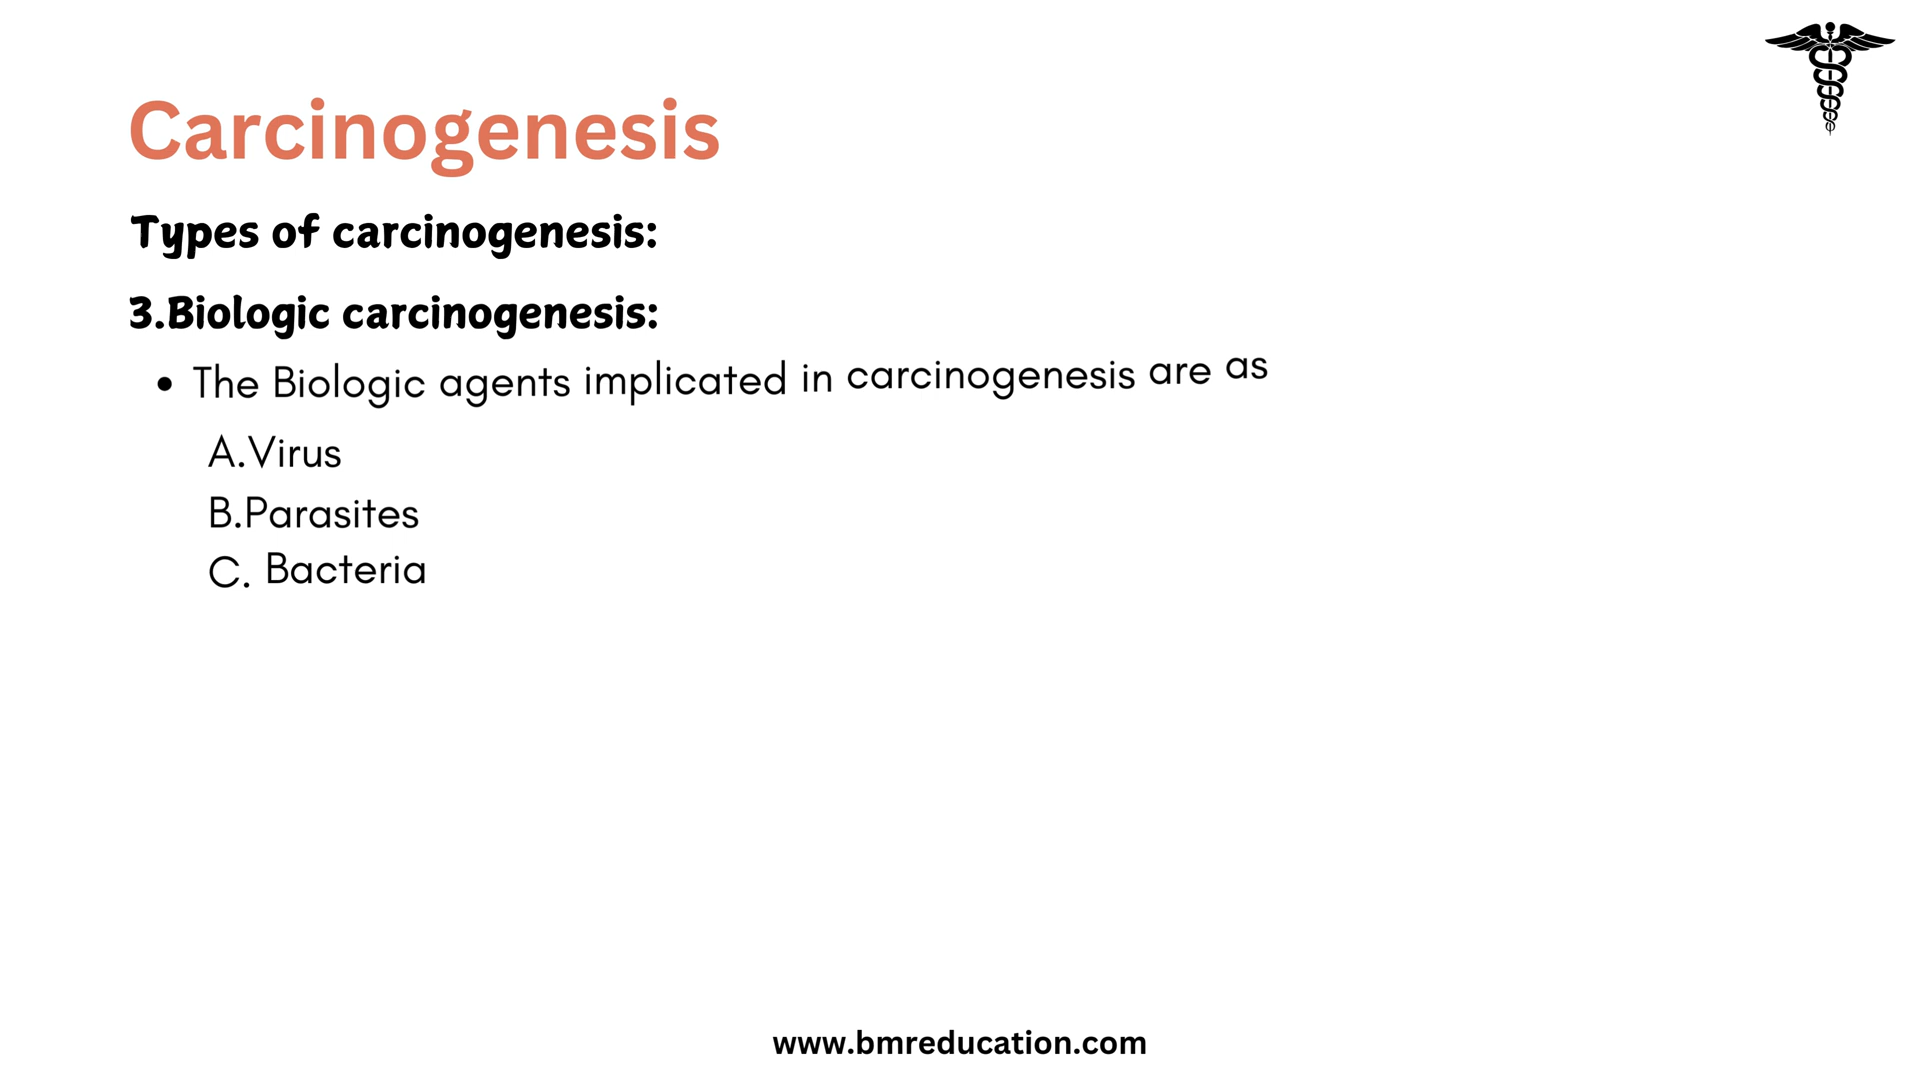 Carcinogenesis
Types of carcinogenesis:
3.Biologic carcinogenesis:
• The Biologic agents implicated in carcinogenesis are as
A.Virus
B.Parasites
C. Bacteria
www.bmreducation.com